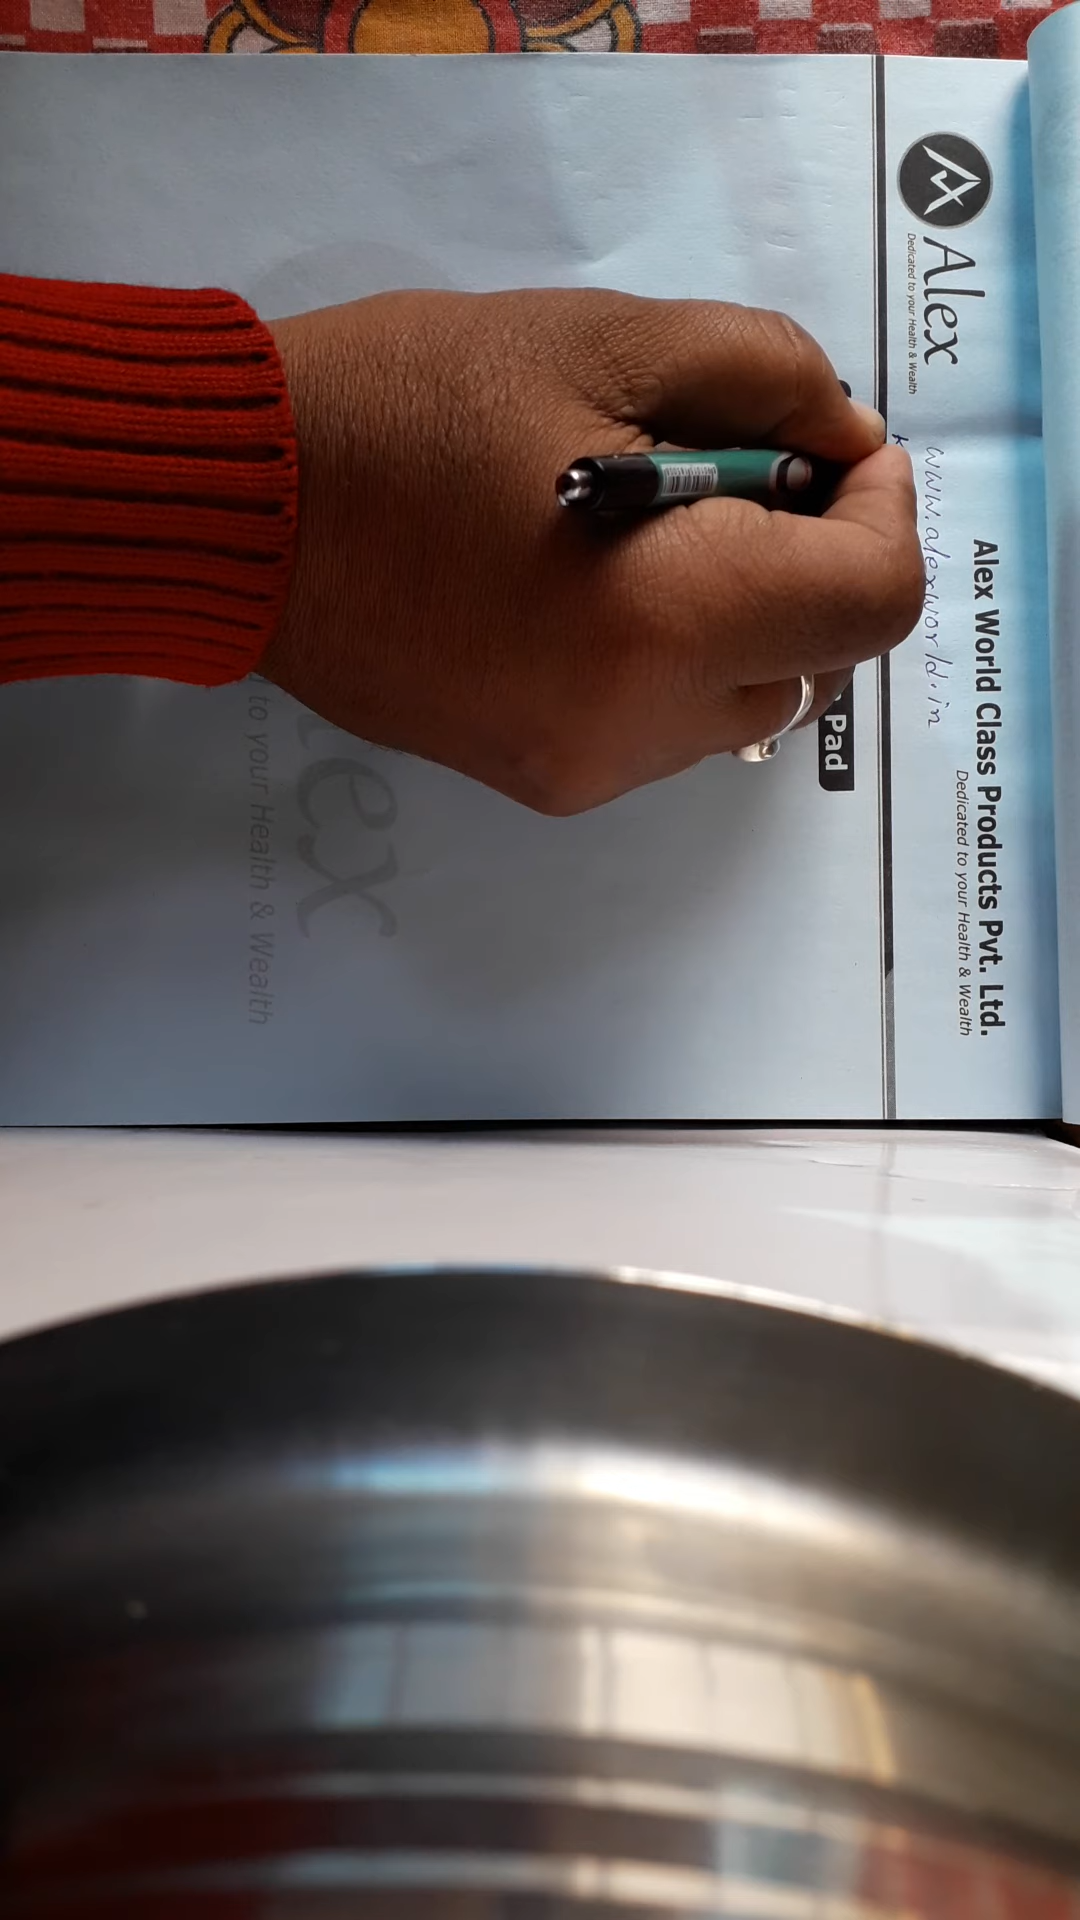 Alex
Dedicated to your Health & Wealth
Alex World Class Products Pvt. Ltd.
Dedicated to your Health & Wealth
www.alexworld.in
Pad
to your Health & Wealth